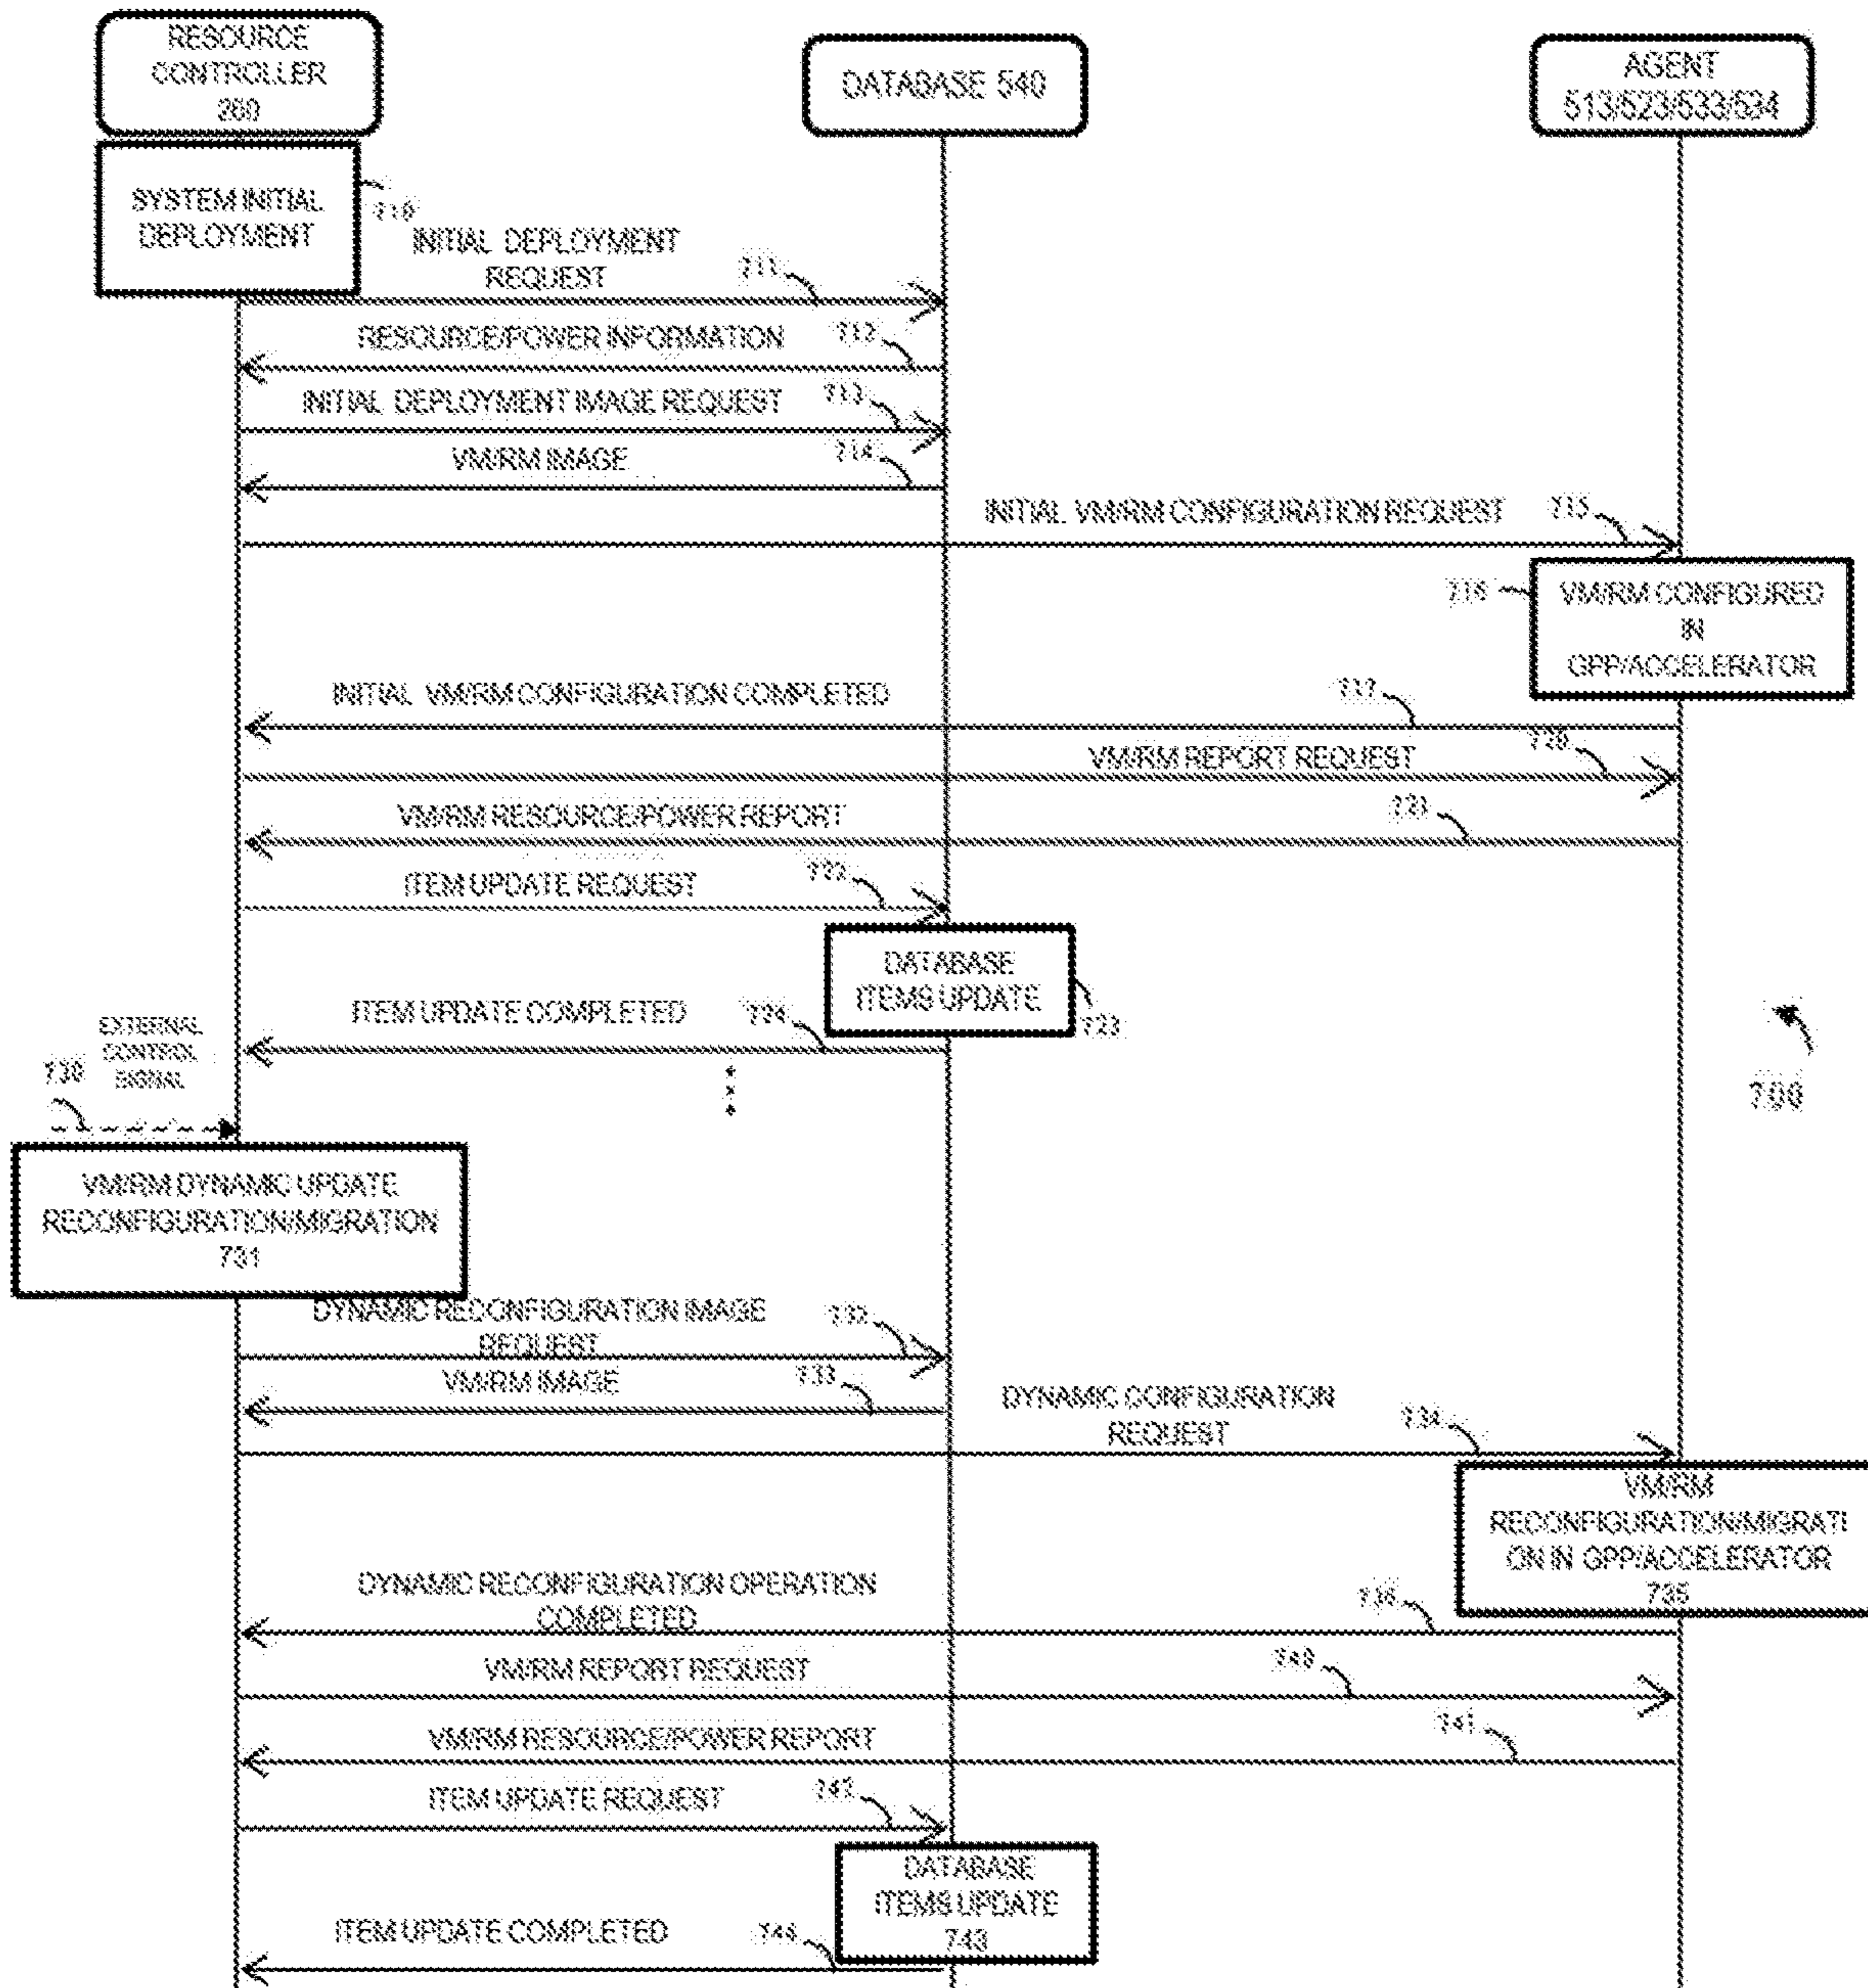 RESOURCE
CONTROLLER
260
DATABASE 540
AGENT
513/523/533/534
SYSTEM INITIAL
DEPLOYMENT
710
INITIAL DEPLOYMENT
REQUEST
711
RESOURCE/POWER INFORMATION
712
INITIAL DEPLOYMENT IMAGE REQUEST
713
VM/RM IMAGE
714
INITIAL VM/RM CONFIGURATION REQUEST
715
716
VM/RM CONFIGURED
IN
GPP/ACCELERATOR
INITIAL VM/RM CONFIGURATION COMPLETED
717
VM/RM REPORT REQUEST
720
VM/RM RESOURCE/POWER REPORT
721
ITEM UPDATE REQUEST
722
DATABASE
ITEMS UPDATE
723
ITEM UPDATE COMPLETED
724
EXTERNAL
CONTROL
SIGNAL
730
700
VM/RM DYNAMIC UPDATE
RECONFIGURATION/MIGRATION
731
DYNAMIC RECONFIGURATION IMAGE
REQUEST
732
VM/RM IMAGE
733
DYNAMIC CONFIGURATION
REQUEST
734
VM/RM
RECONFIGURATION/MIGRATI
ON IN GPP/ACCELERATOR
735
DYNAMIC RECONFIGURATION OPERATION
COMPLETED
736
VM/RM REPORT REQUEST
740
VM/RM RESOURCE/POWER REPORT
741
ITEM UPDATE REQUEST
742
DATABASE
ITEMS UPDATE
743
ITEM UPDATE COMPLETED
744